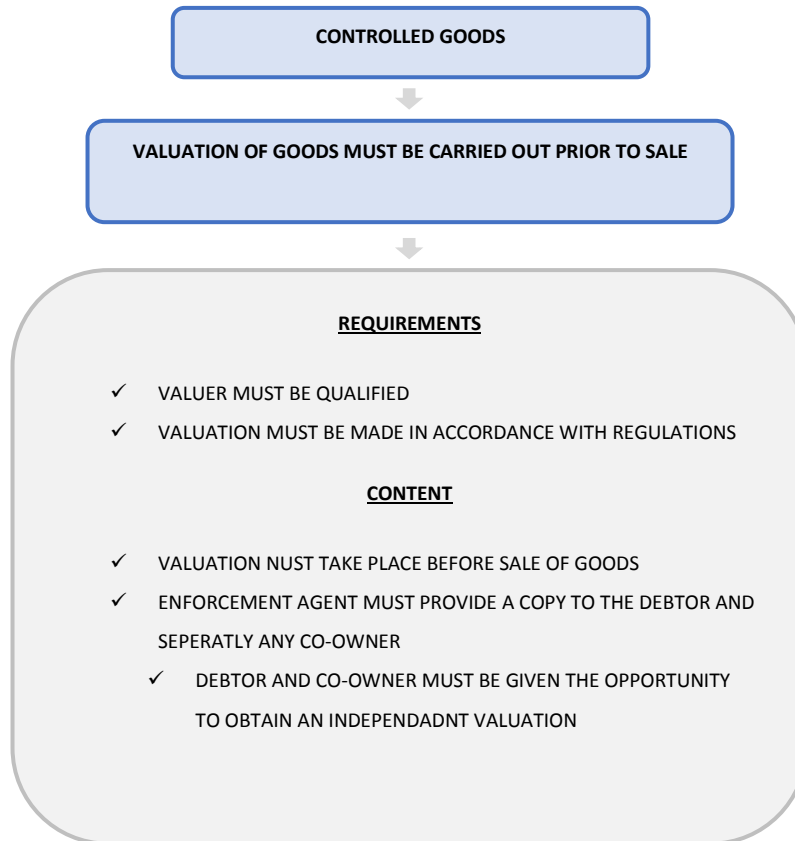 CONTROLLED GOODS
VALUATION OF GOODS MUST BE CARRIED OUT PRIOR TO SALE
REQUIREMENTS
✓ VALUER MUST BE QUALIFIED
✓ VALUATION MUST BE MADE IN ACCORDANCE WITH REGULATIONS
CONTENT
✓ VALUATION NUST TAKE PLACE BEFORE SALE OF GOODS
✓ ENFORCEMENT AGENT MUST PROVIDE A COPY TO THE DEBTOR AND
SEPERATLY ANY CO-OWNER
✓ DEBTOR AND CO-OWNER MUST BE GIVEN THE OPPORTUNITY
TO OBTAIN AN INDEPENDADNT VALUATION